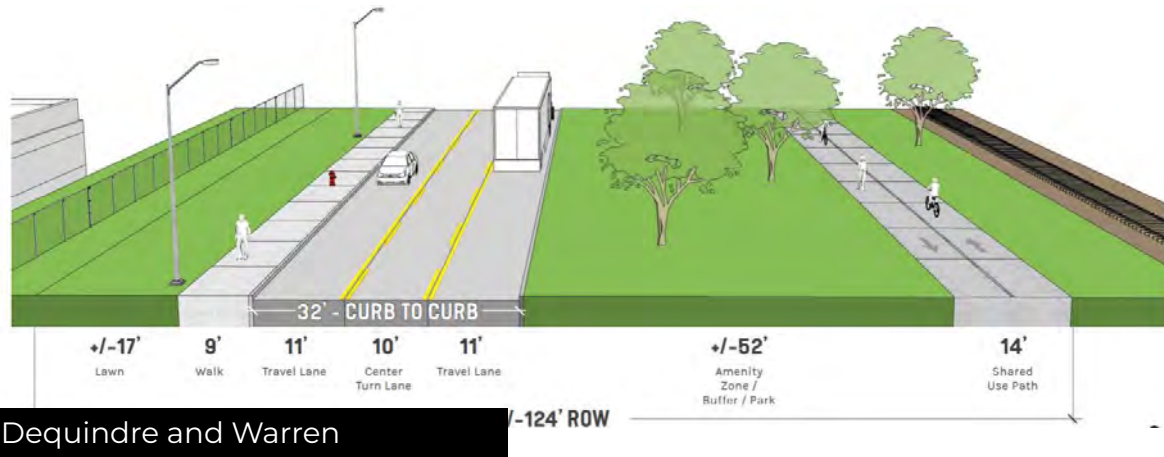 32' - CURB TO CURB
+/-17'
Lawn
9'
Walk
11'
Travel Lane
10'
Center
Turn Lane
11'
Travel Lane
+/-52'
Amenity
Zone /
Buffer / Park
14'
Shared
Use Path
/-124' ROW
Dequindre and Warren